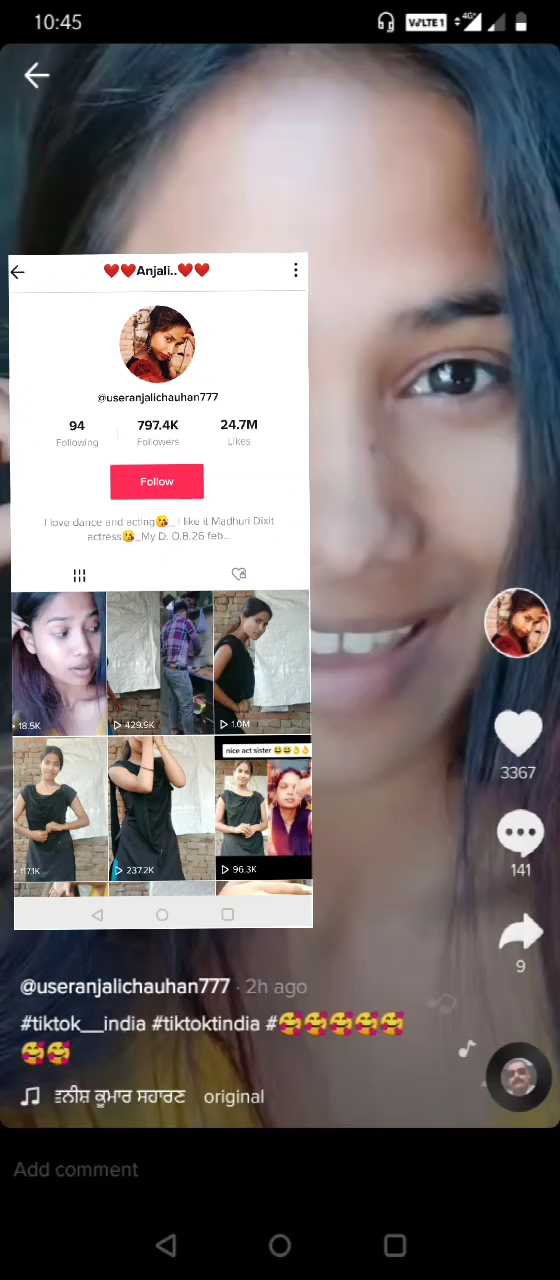 10:45
VoLTE 1
4G+
❤️❤️Anjali..❤️❤️
@useranjalichauhan777
94 797.4K 24.7M
Following Followers Likes
Follow
I love dance and acting😘_ I like it Madhuri Dixit
actress😘_My D. O.B.26 feb...
18.5K 429.9K 1.0M
nice act sister 😄😄👌👌
117.1K 237.2K 96.3K
3367
141
9
@useranjalichauhan777 · 2h ago
#tiktok__india #tiktoktindia #🥰🥰🥰🥰🥰
🥰🥰
ਕੁਮਾਰ ਸਹਾਰਣ original
Add comment